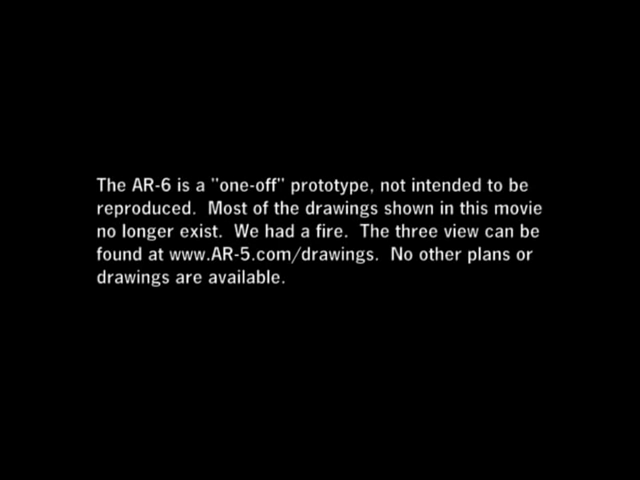 The AR-6 is a "one-off" prototype, not intended to be
reproduced.  Most of the drawings shown in this movie
no longer exist.  We had a fire.  The three view can be
found at www.AR-5.com/drawings.  No other plans or
drawings are available.